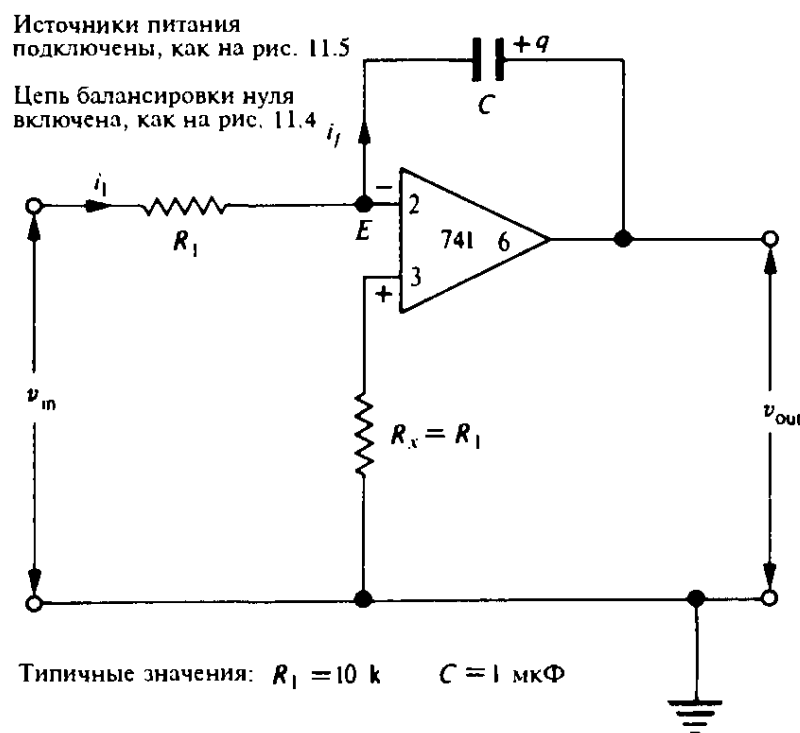 Источники питания
подключены, как на рис. 11.5
Цепь балансировки нуля
включена, как на рис. 11.4
+q
C
i_f
i_1
R_1
E
−
2
741 6
3
+
v_in
R_x = R_1
v_out
Типичные значения: R_1 = 10 k C = 1 мкФ